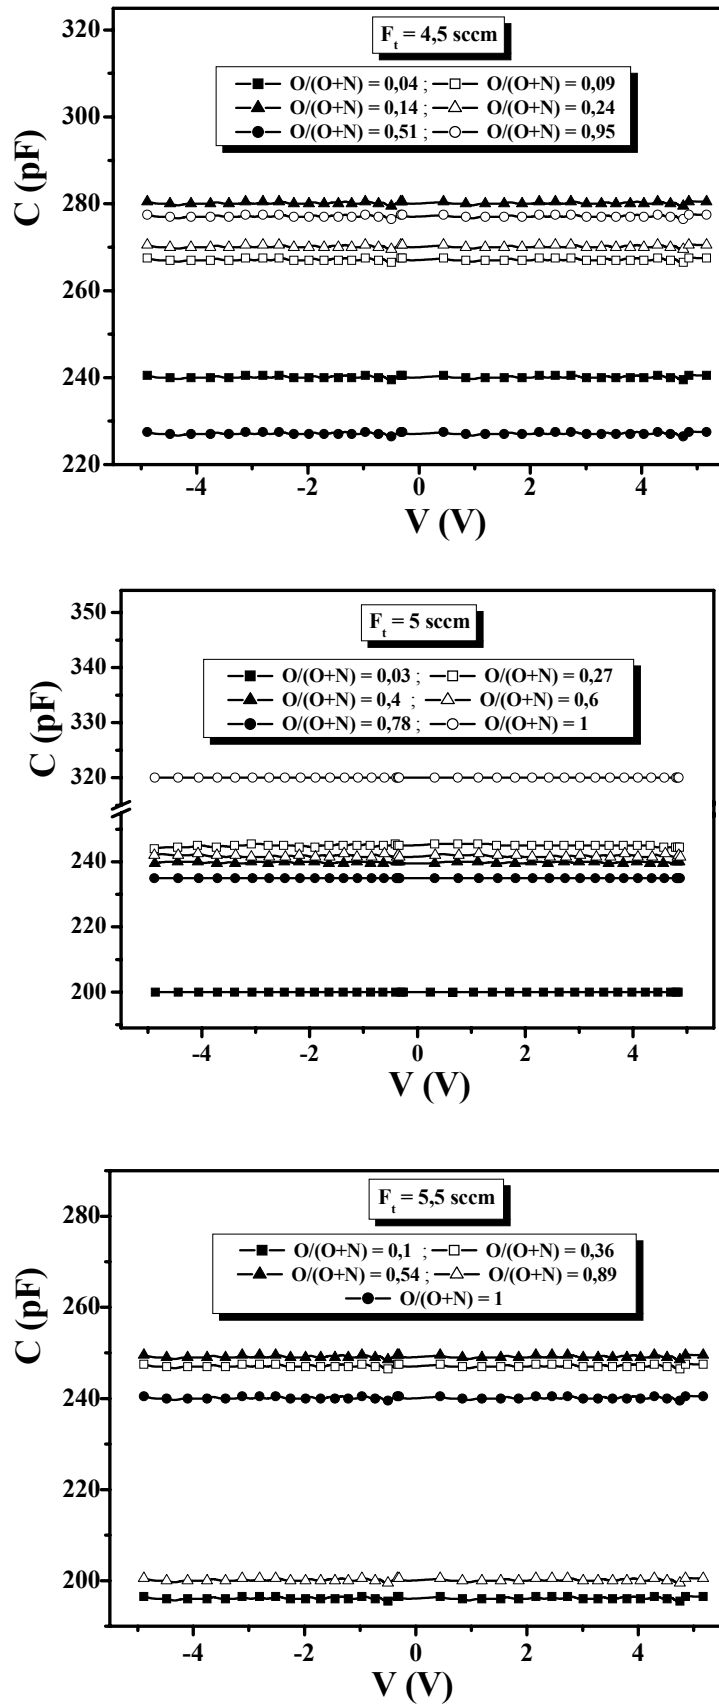 F_t = 4,5 sccm
O/(O+N) = 0,04 ; O/(O+N) = 0,09
O/(O+N) = 0,14 ; O/(O+N) = 0,24
O/(O+N) = 0,51 ; O/(O+N) = 0,95
C (pF)
320
300
280
260
240
220
-4 -2 0 2 4
V (V)
F_t = 5 sccm
O/(O+N) = 0,03 ; O/(O+N) = 0,27
O/(O+N) = 0,4 ; O/(O+N) = 0,6
O/(O+N) = 0,78 ; O/(O+N) = 1
C (pF)
350
340
330
320
240
220
200
-4 -2 0 2 4
V (V)
F_t = 5,5 sccm
O/(O+N) = 0,1 ; O/(O+N) = 0,36
O/(O+N) = 0,54 ; O/(O+N) = 0,89
O/(O+N) = 1
C (pF)
280
260
240
220
200
-4 -2 0 2 4
V (V)